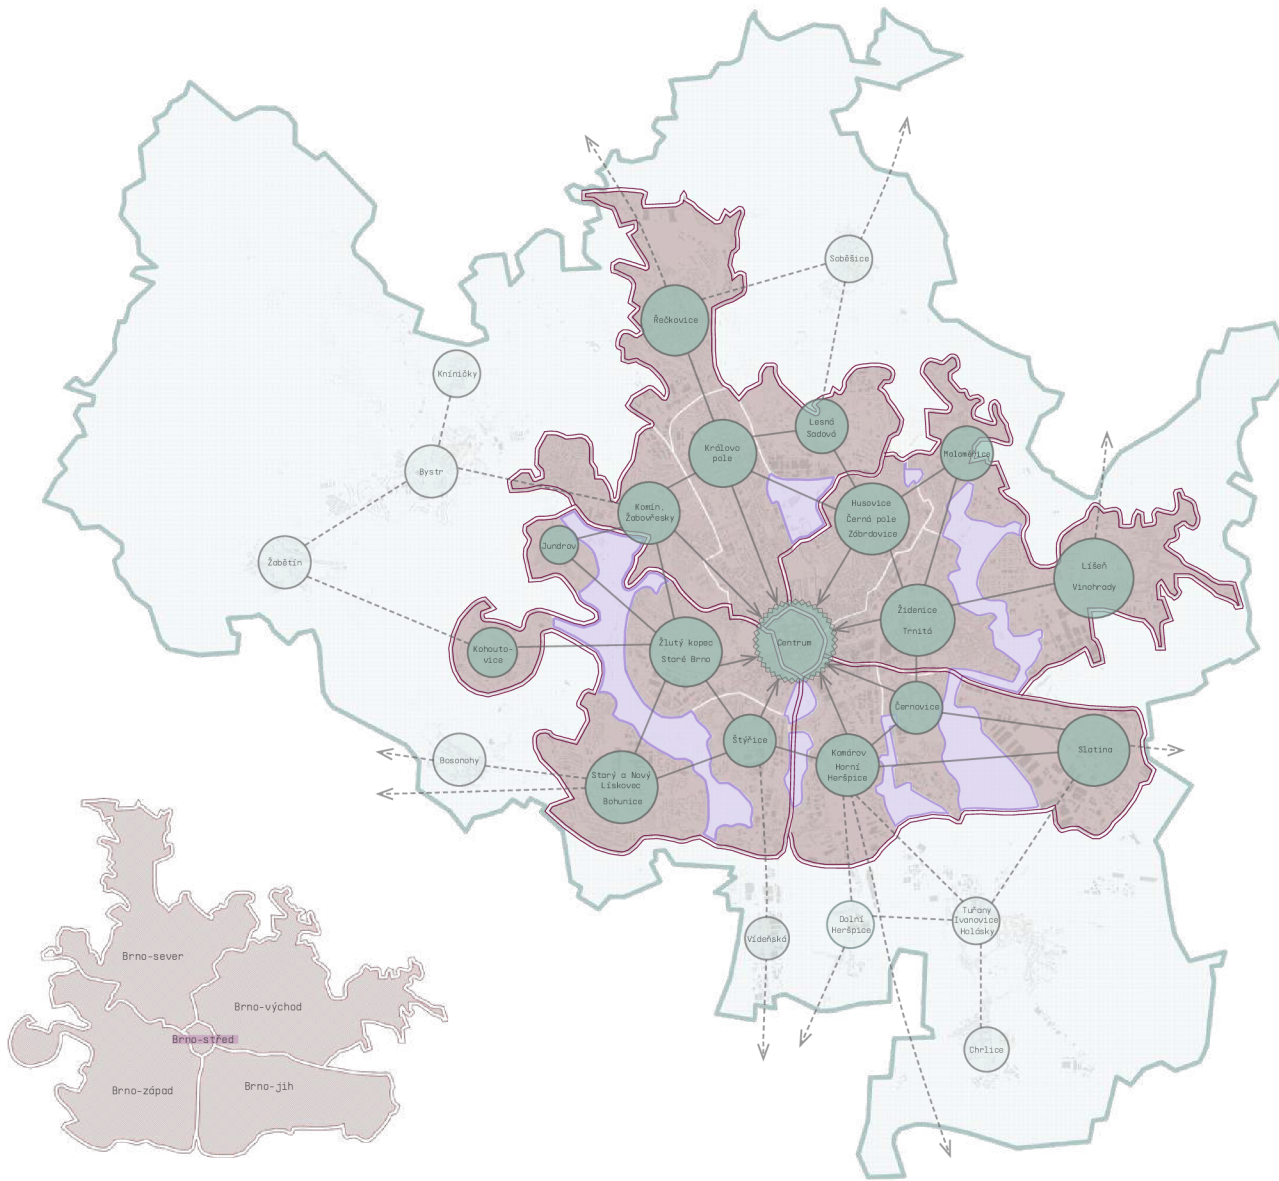 Soběšice
Řečkovice
Kníničky
Lesná
Sadová
Královo
pole
Maloměřice
Bystr
Komín,
Žabovřesky
Husovice
Černá pole
Zábrdovice
Jundrov
Žabětín
Líšeň
Vinohrady
Židenice
Trnitá
Žlutý kopec
Staré Brno
Centrum
Kohouto-
vice
Černovice
Štýřice
Komárov
Horní
Heršpice
Slatina
Bosonohy
Starý a Nový
Lískovec
Bohunice
Tuřany
Ivanovice
Holásky
Dolní
Heršpice
Vídeňská
Chrlice
Brno-sever
Brno-východ
Brno-střed
Brno-západ
Brno-jih